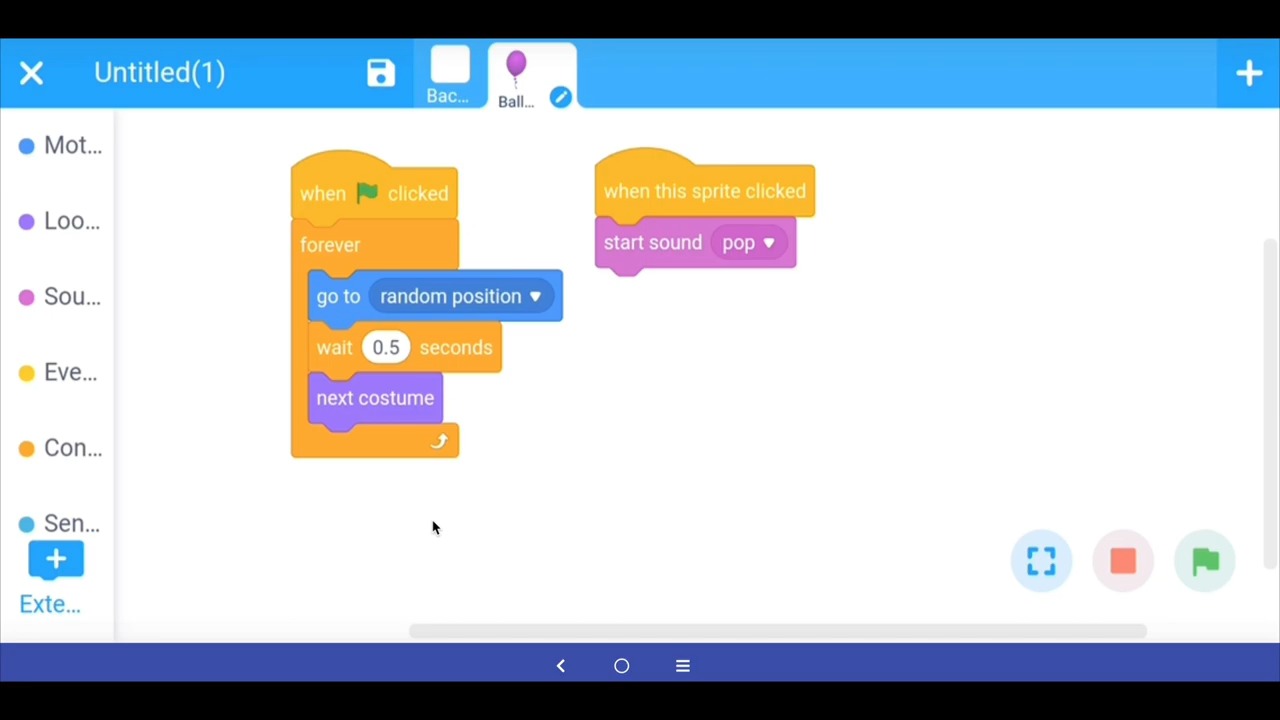 Untitled(1)
Bac...
Ball...
Mot...
Loo...
Sou...
Eve...
Con...
Sen...
Exte...
when clicked
forever
go to random position
wait 0.5 seconds
next costume
when this sprite clicked
start sound pop